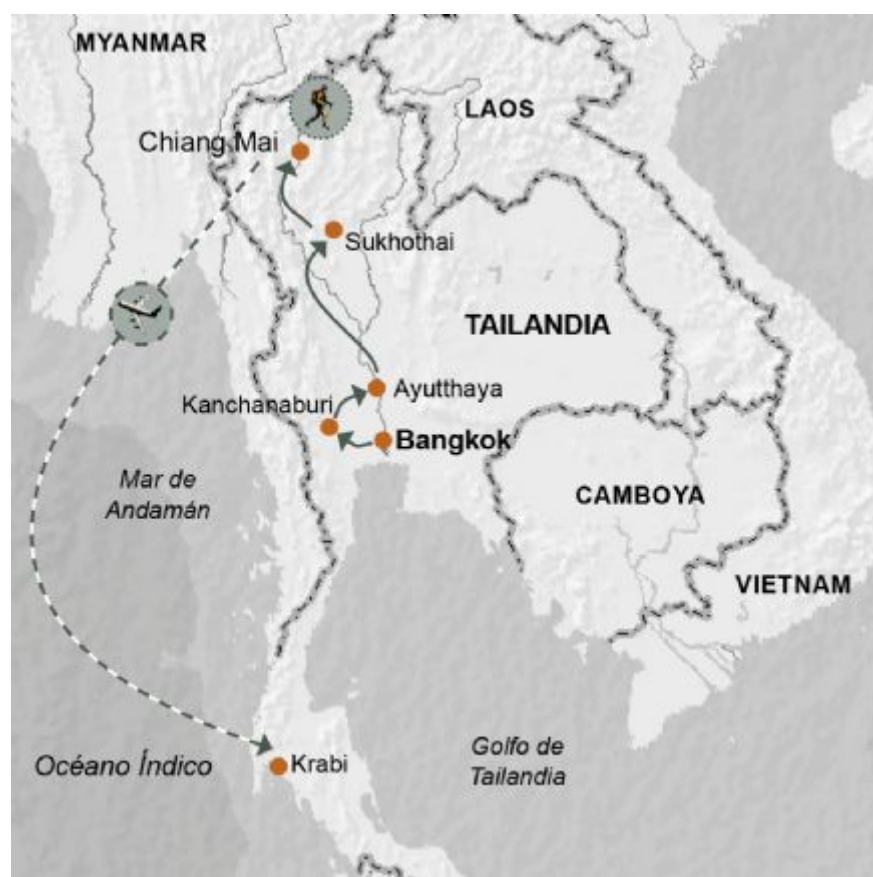 MYANMAR
LAOS
Chiang Mai
Sukhothai
TAILANDIA
Ayutthaya
Kanchanaburi
Bangkok
Mar de
Andamán
CAMBOYA
VIETNAM
Golfo de
Tailandia
Océano Índico
Krabi